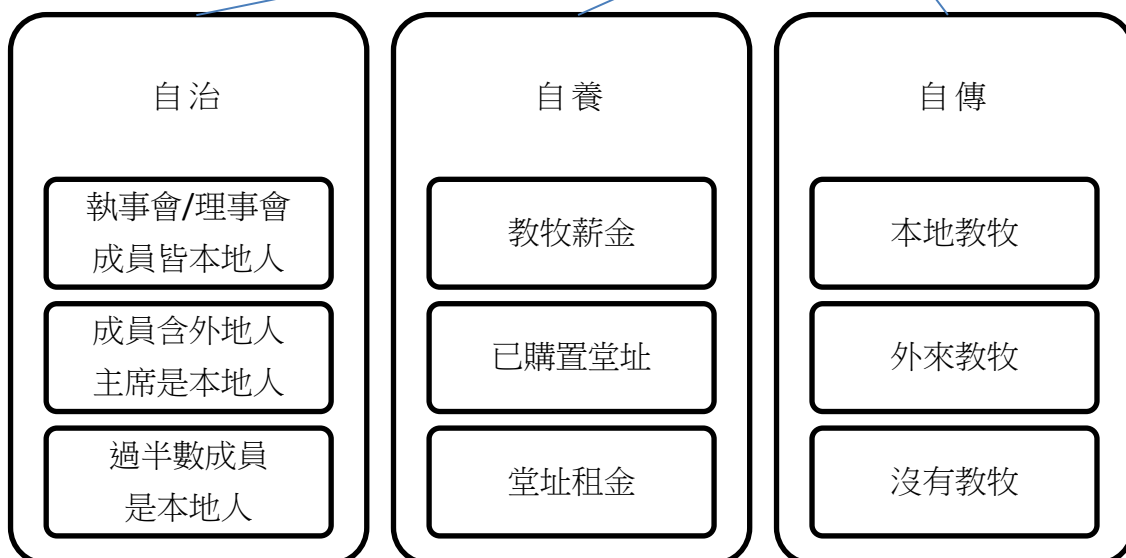 自治
執事會/理事會
成員皆本地人
成員含外地人
主席是本地人
過半數成員
是本地人
自養
教牧薪金
已購置堂址
堂址租金
自傳
本地教牧
外來教牧
沒有教牧